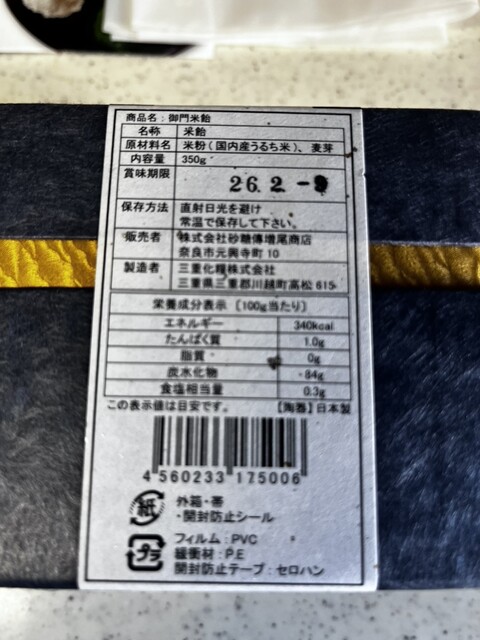 商品名：御門米飴
名称 米飴
原材料名 米粉（国内産うるち米）、麦芽
内容量 350g
賞味期限 26.2.-9
保存方法 直射日光を避け
常温で保存して下さい。
販売者 株式会社砂糖傳増尾商店
奈良市元興寺町10
製造者 三重化糧株式会社
三重県三重郡川越町高松615
栄養成分表示 〔100g当たり〕
エネルギー 340kcal
たんぱく質 1.0g
脂質 0g
炭水化物 84g
食塩相当量 0.3g
この表示値は目安です。 【陶器】日本製
4 560233 175006
紙 外箱・帯
・開封防止シール
プラ フィルム：PVC
緩衝材：P.E
開封防止テープ：セロハン